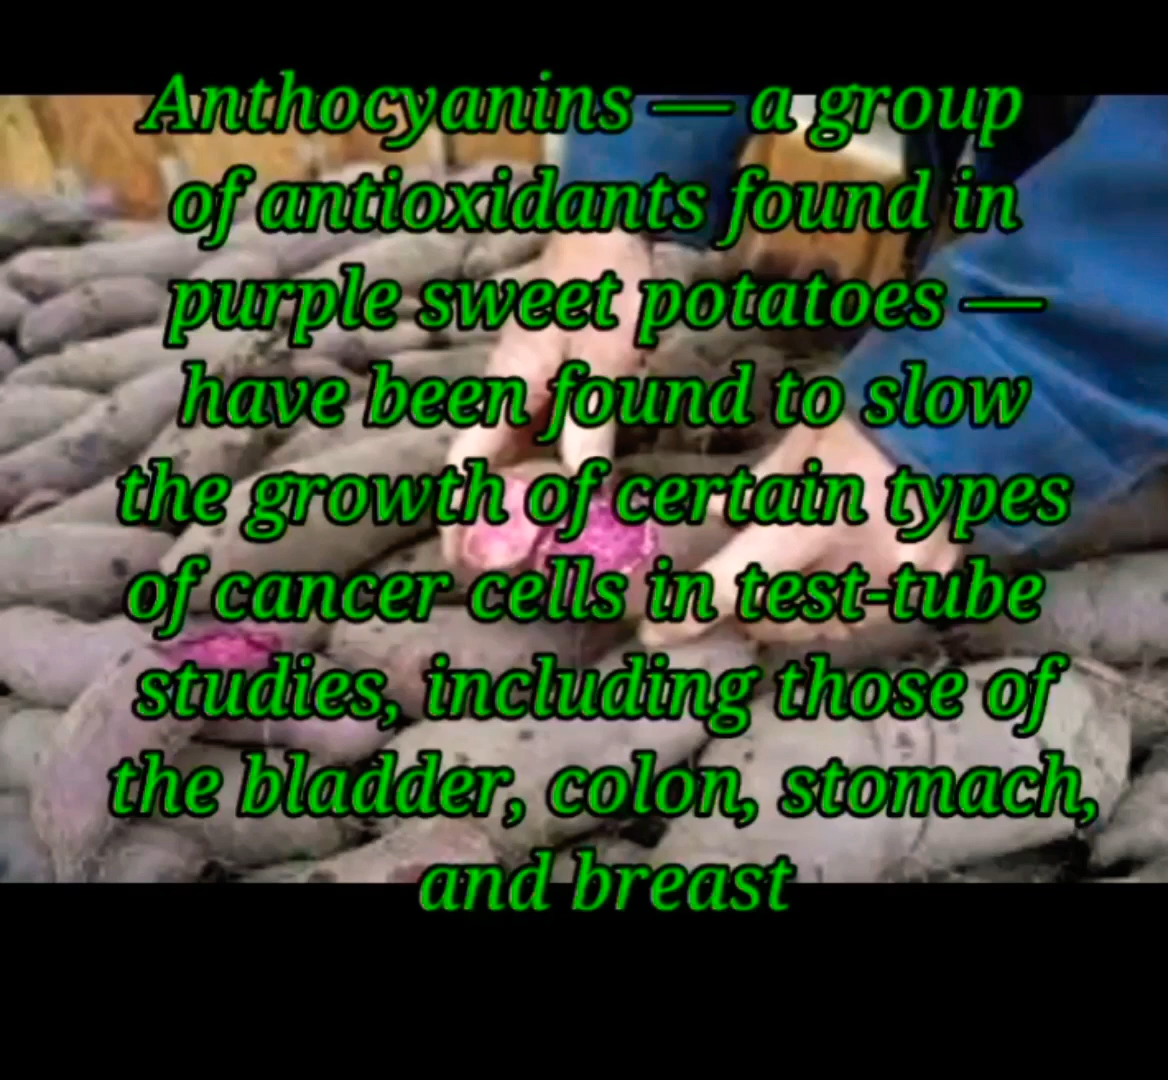 Anthocyanins — a group
of antioxidants found in
purple sweet potatoes —
have been found to slow
the growth of certain types
of cancer cells in test-tube
studies, including those of
the bladder, colon, stomach,
and breast